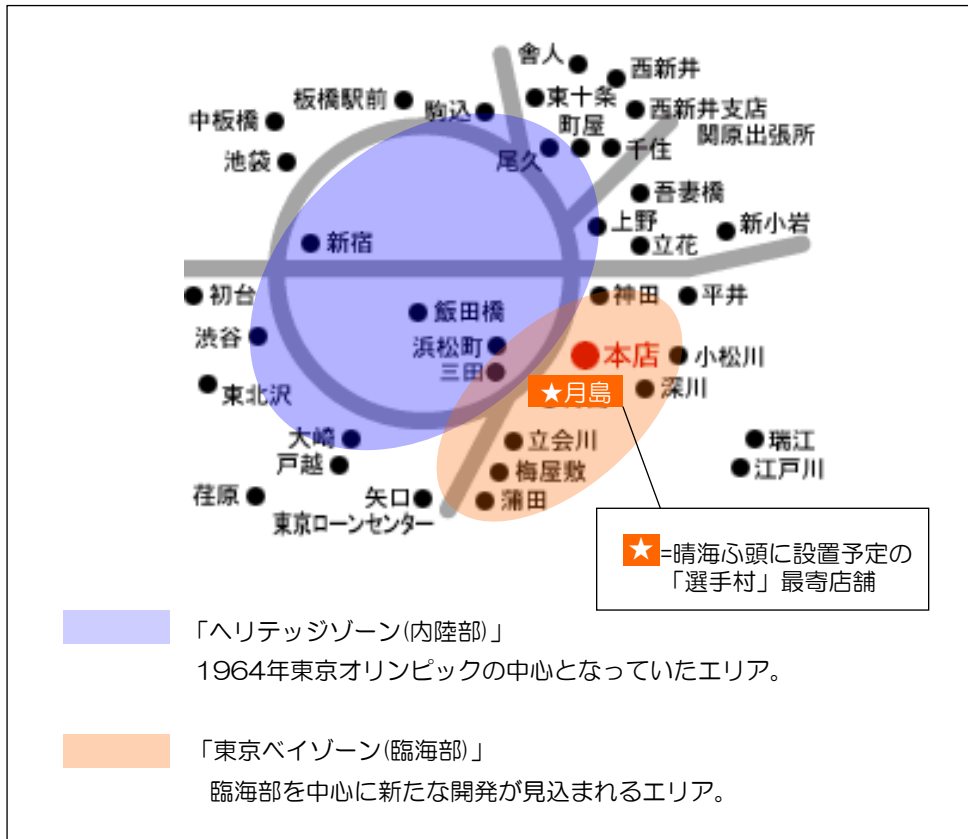 舎人
西新井
板橋駅前
駒込
東十条
西新井支店
関原出張所
中板橋
町屋
池袋
尾久
千住
吾妻橋
上野
新小岩
新宿
立花
初台
神田
平井
飯田橋
渋谷
浜松町
本店
小松川
三田
東北沢
★月島
深川
大崎
立会川
瑞江
戸越
梅屋敷
江戸川
荏原
矢口
蒲田
東京ローンセンター
★=晴海ふ頭に設置予定の
「選手村」最寄店舗
「ヘリテッジゾーン(内陸部)」
1964年東京オリンピックの中心となっていたエリア。
「東京ベイゾーン(臨海部)」
臨海部を中心に新たな開発が見込まれるエリア。